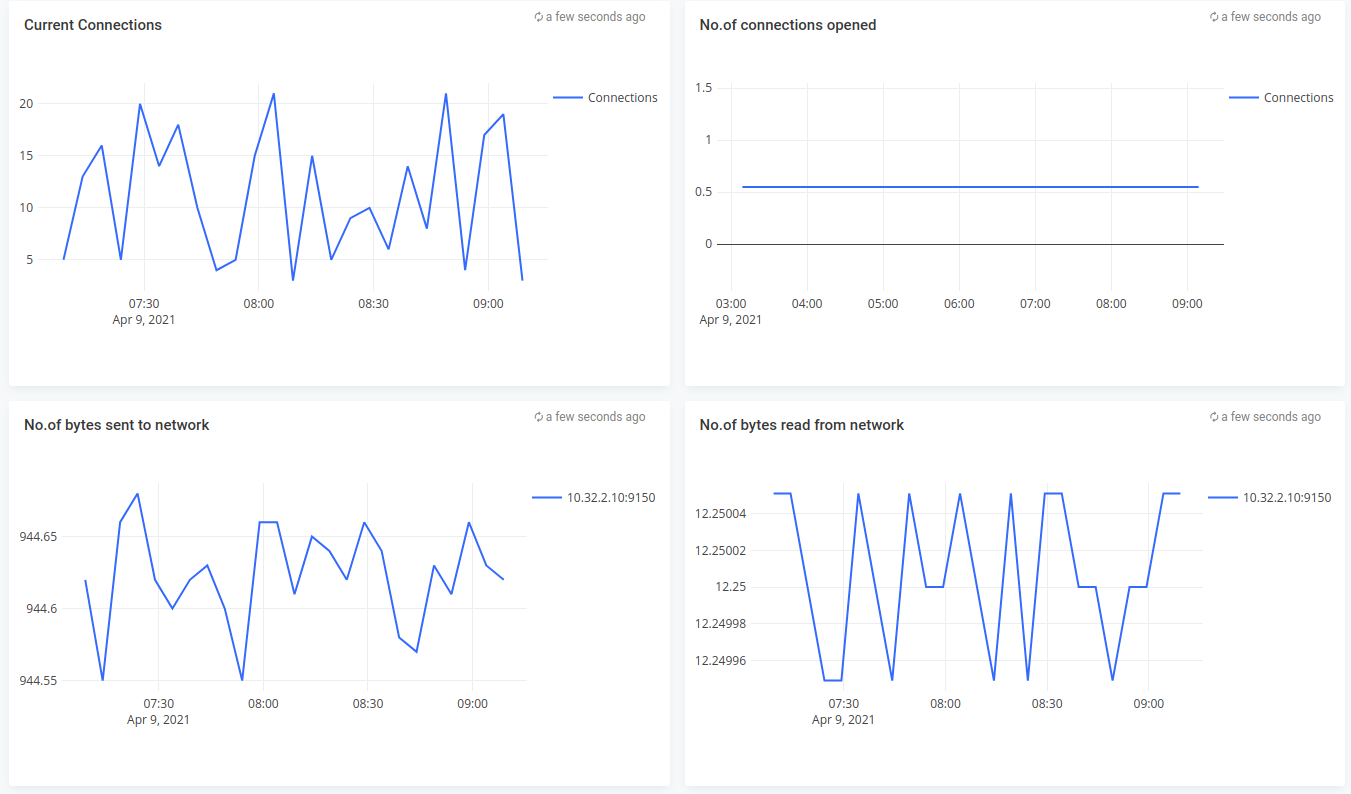 Current Connections
a few seconds ago
Connections
20
15
10
5
07:30
08:00
08:30
09:00
Apr 9, 2021
No.of connections opened
a few seconds ago
Connections
1.5
1
0.5
0
03:00
04:00
05:00
06:00
07:00
08:00
09:00
Apr 9, 2021
No.of bytes sent to network
a few seconds ago
10.32.2.10:9150
944.65
944.6
944.55
07:30
08:00
08:30
09:00
Apr 9, 2021
No.of bytes read from network
a few seconds ago
10.32.2.10:9150
12.25004
12.25002
12.25
12.24998
12.24996
07:30
08:00
08:30
09:00
Apr 9, 2021